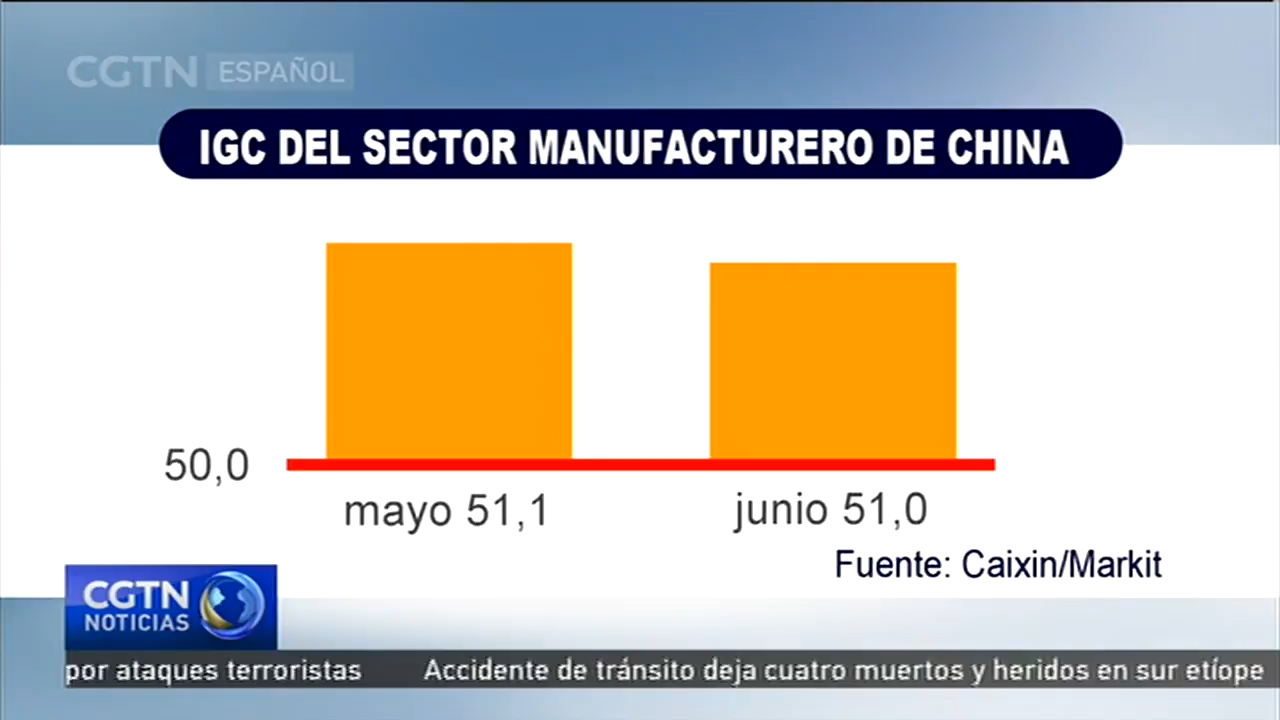 CGTN ESPAÑOL
IGC DEL SECTOR MANUFACTURERO DE CHINA
50,0
mayo 51,1
junio 51,0
Fuente: Caixin/Markit
CGTN
NOTICIAS
por ataques terroristas Accidente de tránsito deja cuatro muertos y heridos en sur etíope